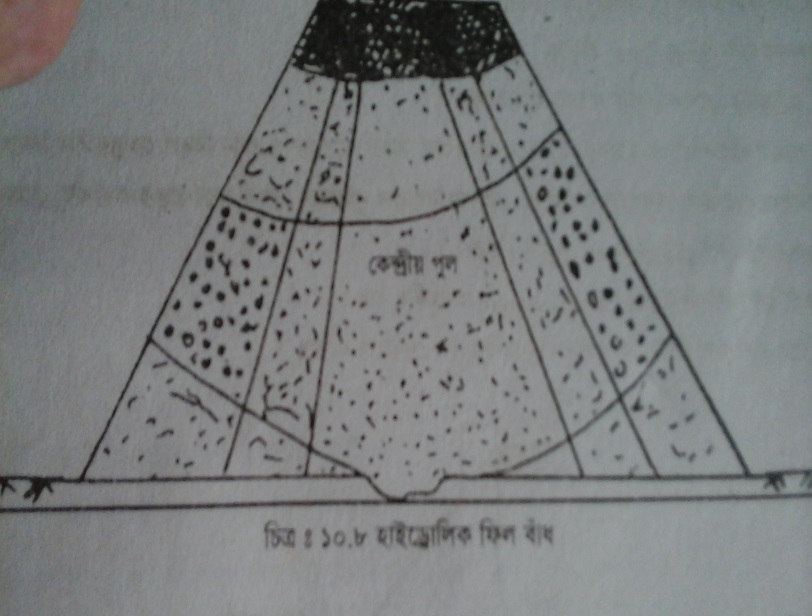 কেন্দ্রীয় পুল
চিত্র ঃ ১০.৮ হাইড্রোলিক ফিল বাঁধ